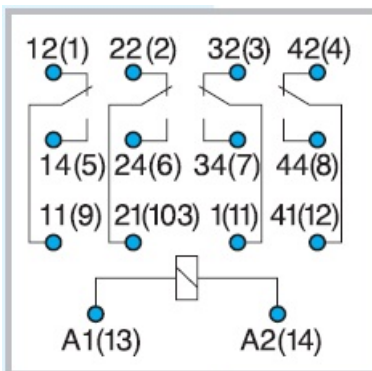 12(1) 22(2) 32(3) 42(4)
14(5) 24(6) 34(7) 44(8)
11(9) 21(103) 1(11) 41(12)
A1(13) A2(14)